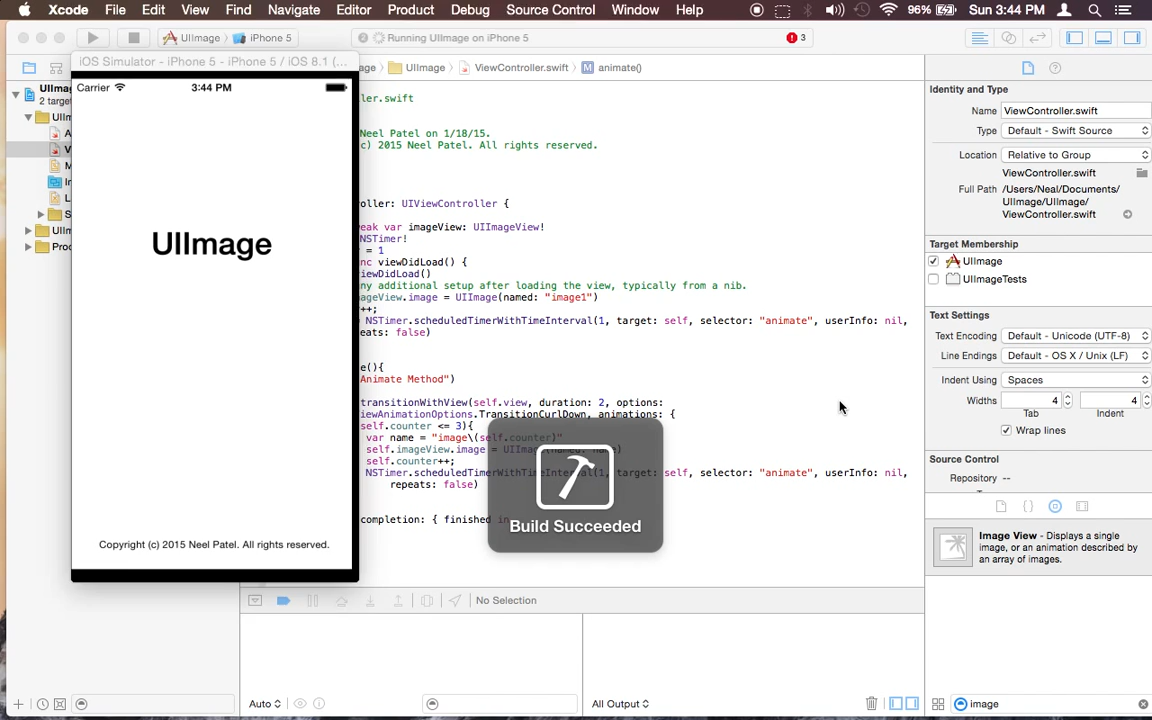 Xcode File Edit View Find Navigate Editor Product Debug Source Control Window Help 96% Sun 3:44 PM
UIImage iPhone 5 Running UIImage on iPhone 5 3
iOS Simulator - iPhone 5 - iPhone 5 / iOS 8.1 (...
UIImage ViewController.swift M animate()
Carrier 3:44 PM
UIImage
Copyright (c) 2015 Neel Patel. All rights reserved.
2 targe
ller.swift
Neel Patel on 1/18/15.
c) 2015 Neel Patel. All rights reserved.
oller: UIViewController {
eak var imageView: UIImageView!
NSTimer!
= 1
nc viewDidLoad() {
iewDidLoad()
ny additional setup after loading the view, typically from a nib.
ageView.image = UIImage(named: "image1")
++;
NSTimer.scheduledTimerWithTimeInterval(1, target: self, selector: "animate", userInfo: nil,
eats: false)
e(){
Animate Method")
transitionWithView(self.view, duration: 2, options:
iewAnimationOptions.TransitionCurlDown, animations: {
self.counter <= 3){
var name = "image\(self.counter)"
self.imageView.image = UIImage(named: name)
self.counter++;
NSTimer.scheduledTimerWithTimeInterval(1, target: self, selector: "animate", userInfo: nil,
repeats: false)
completion: { finished in
Build Succeeded
No Selection
Auto
All Output
Identity and Type
Name ViewController.swift
Type Default - Swift Source
Location Relative to Group
ViewController.swift
Full Path /Users/Neal/Documents/
UIImage/UIImage/
ViewController.swift
Target Membership
UIImage
UIImageTests
Text Settings
Text Encoding Default - Unicode (UTF-8)
Line Endings Default - OS X / Unix (LF)
Indent Using Spaces
Widths 4 4
Tab Indent
Wrap lines
Source Control
Repository --
Image View - Displays a single
image, or an animation described by
an array of images.
image